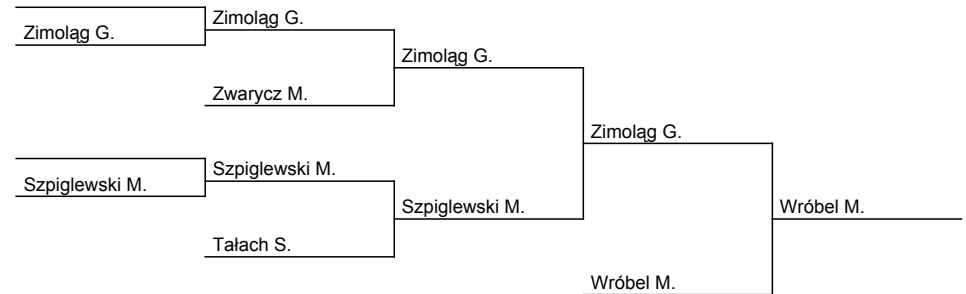 Zimoląg G.
Zimoląg G.
Zimoląg G.
Zwarycz M.
Zimoląg G.
Szpiglewski M.
Szpiglewski M.
Szpiglewski M.
Wróbel M.
Tałach S.
Wróbel M.